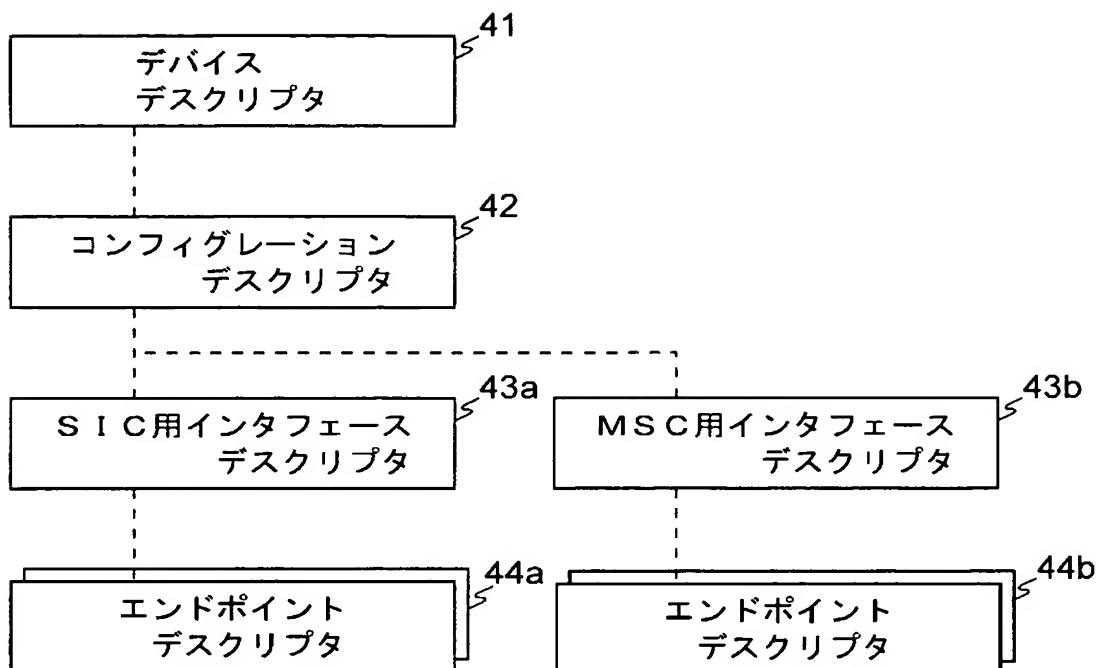 41
デバイス
デスクリプタ
42
コンフィグレーション
デスクリプタ
43a
ＳＩＣ用インタフェース
デスクリプタ
43b
ＭＳＣ用インタフェース
デスクリプタ
44a
エンドポイント
デスクリプタ
44b
エンドポイント
デスクリプタ